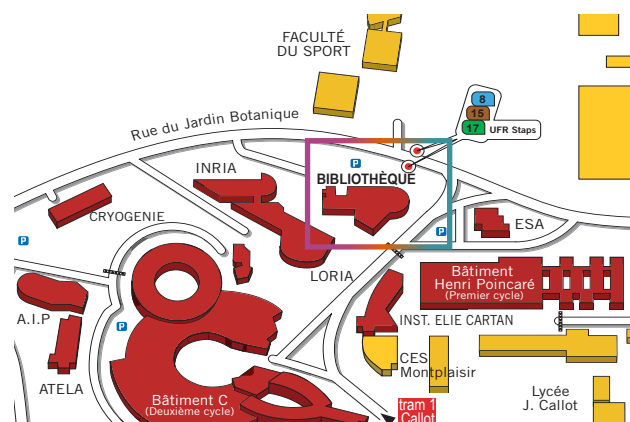 FACULTÉ
DU SPORT
8
15
17
UFR Staps
Rue du Jardin Botanique
P
INRIA
BIBLIOTHÈQUE
CRYOGENIE
ESA
P
P
LORIA
Bâtiment
Henri Poincaré
(Premier cycle)
A.I.P
P
INST. ELIE CARTAN
ATELA
CES
Montplaisir
Bâtiment C
(Deuxième cycle)
Lycée
J. Callot
tram 1
Callot